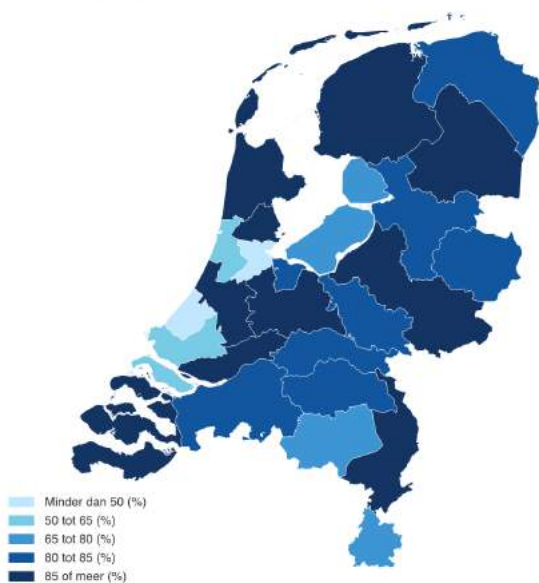 Minder dan 50 (%)
50 tot 65 (%)
65 tot 80 (%)
80 tot 85 (%)
85 of meer (%)